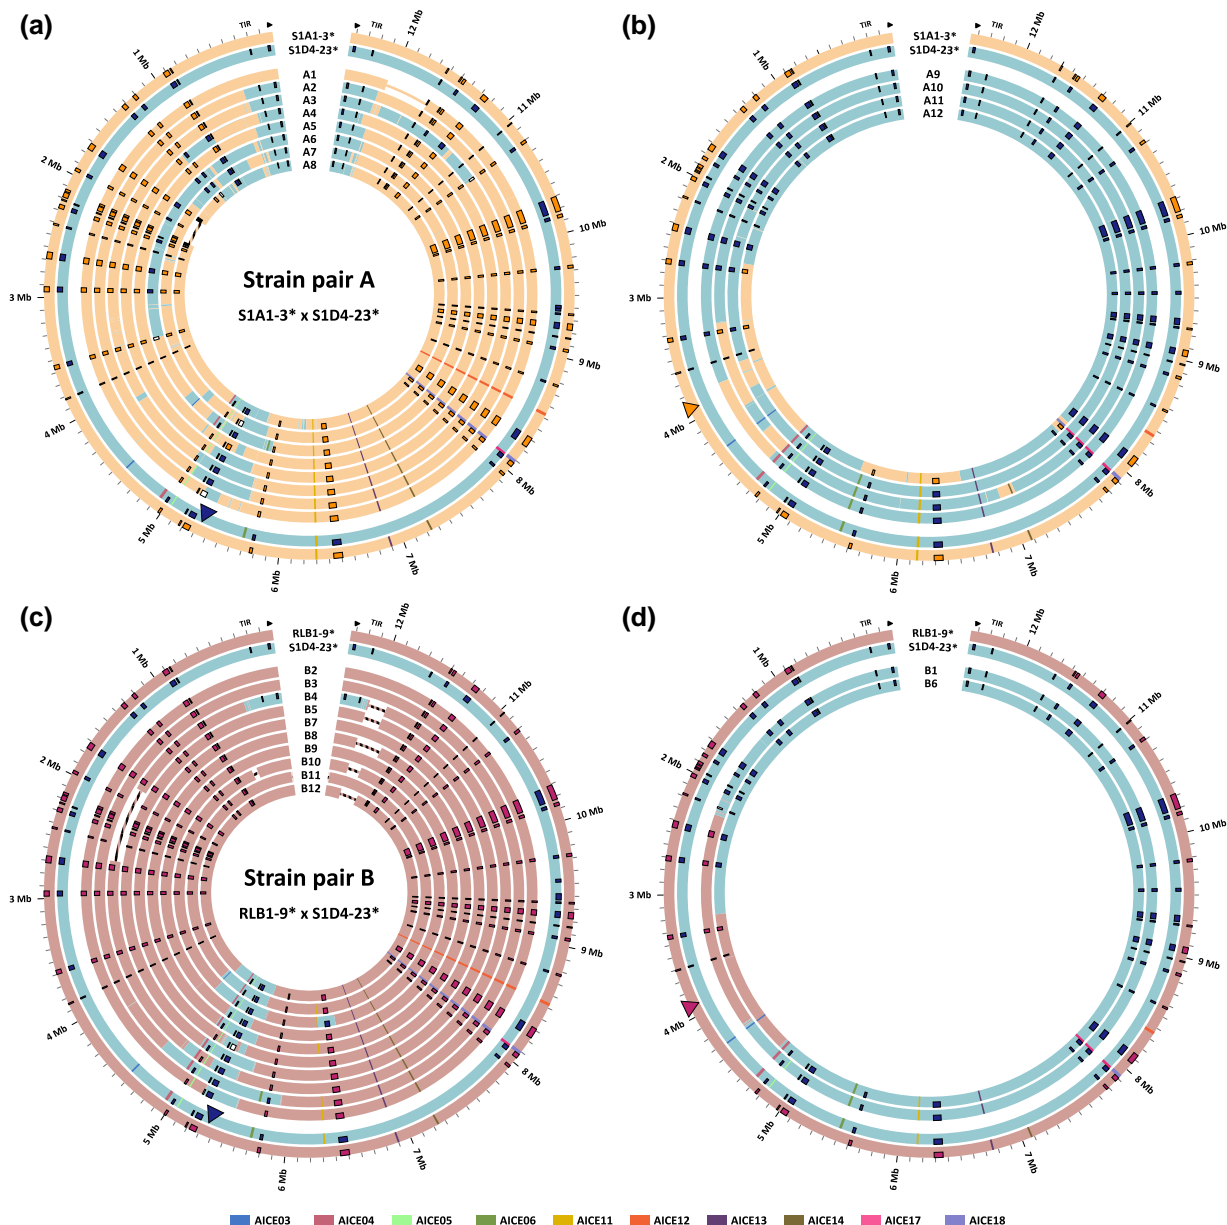 (a)
TIR
12 Mb
S1A1-3*
S1D4-23*
A1
A2
A3
A4
A5
A6
A7
A8
1 Mb
2 Mb
3 Mb
4 Mb
5 Mb
6 Mb
7 Mb
8 Mb
9 Mb
10 Mb
11 Mb
Strain pair A
S1A1-3* x S1D4-23*
(b)
TIR
12 Mb
S1A1-3*
S1D4-23*
A9
A10
A11
A12
1 Mb
2 Mb
3 Mb
4 Mb
5 Mb
6 Mb
7 Mb
8 Mb
9 Mb
10 Mb
11 Mb
(c)
TIR
12 Mb
RLB1-9*
S1D4-23*
B2
B3
B4
B5
B7
B8
B9
B10
B11
B12
1 Mb
2 Mb
3 Mb
4 Mb
5 Mb
6 Mb
7 Mb
8 Mb
9 Mb
10 Mb
11 Mb
Strain pair B
RLB1-9* x S1D4-23*
(d)
TIR
12 Mb
RLB1-9*
S1D4-23*
B1
B6
1 Mb
2 Mb
3 Mb
4 Mb
5 Mb
6 Mb
7 Mb
8 Mb
9 Mb
10 Mb
11 Mb
AICE03 AICE04 AICE05 AICE06 AICE11 AICE12 AICE13 AICE14 AICE17 AICE18